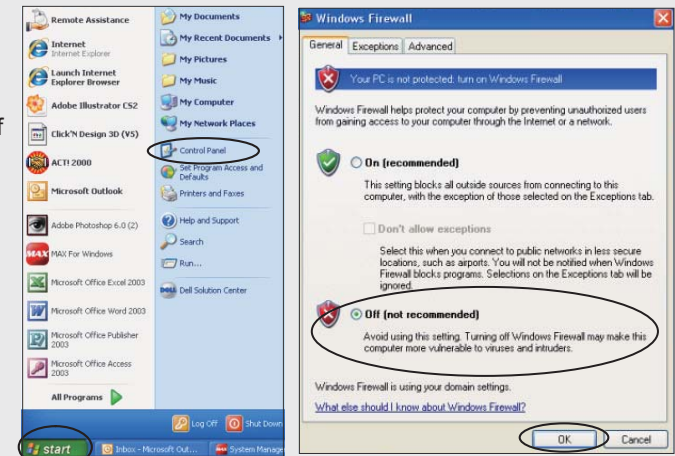 f
Remote Assistance
Internet
Internet Explorer
Launch Internet
Explorer Browser
Adobe Illustrator CS2
Click'N Design 3D (V5)
ACT! 2000
Microsoft Outlook
Adobe Photoshop 6.0 (2)
MAX
MAX For Windows
Microsoft Office Excel 2003
Microsoft Office Word 2003
Microsoft Office Publisher
2003
Microsoft Office Access
2003
All Programs
My Documents
My Recent Documents
My Pictures
My Music
My Computer
My Network Places
Control Panel
Set Program Access and
Defaults
Printers and Faxes
Help and Support
Search
Run...
DELL Dell Solution Center
Log Off Shut Down
start Inbox - Microsoft Out... System Manage
Windows Firewall
General Exceptions Advanced
Your PC is not protected: turn on Windows Firewall
Windows Firewall helps protect your computer by preventing unauthorized users
from gaining access to your computer through the Internet or a network.
On (recommended)
This setting blocks all outside sources from connecting to this
computer, with the exception of those selected on the Exceptions tab.
Don't allow exceptions
Select this when you connect to public networks in less secure
locations, such as airports. You will not be notified when Windows
Firewall blocks programs. Selections on the Exceptions tab will be
ignored.
Off (not recommended)
Avoid using this setting. Turning off Windows Firewall may make this
computer more vulnerable to viruses and intruders.
Windows Firewall is using your domain settings.
What else should I know about Windows Firewall?
OK Cancel